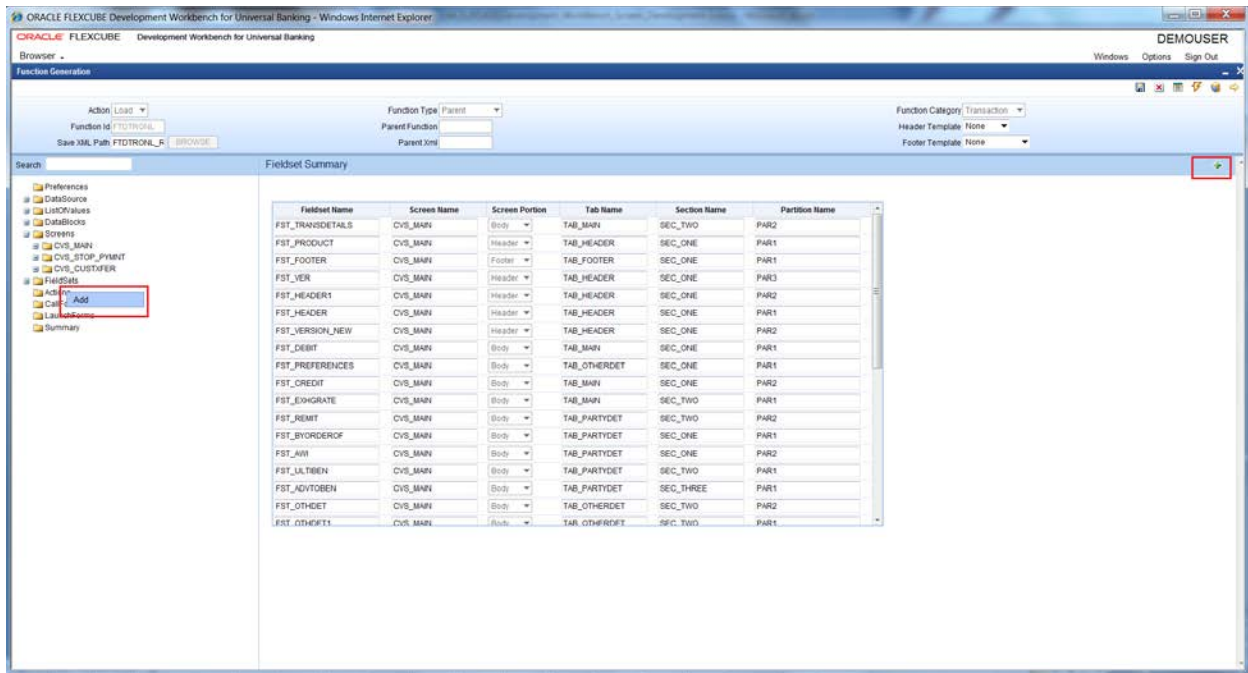 ORACLE FLEXCUBE Development Workbench for Universal Banking - Windows Internet Explorer
ORACLE FLEXCUBE Development Workbench for Universal Banking DEMOUSER
Browser Windows Options Sign Out
Function Generation
Action Load Function Type Parent Function Category Transaction
Function Id FTDTRONL Parent Function Header Template None
Save XML Path FTDTRONL_R BROWSE Parent Xml Footer Template None
Search Fieldset Summary
Preferences
DataSource
ListOfValues
DataBlocks
Screens
CVS_MAIN
CVS_STOP_PYMNT
CVS_CUSTXFER
FieldSets
Actions
Add
LaunchForms
Summary
Fieldset Name Screen Name Screen Portion Tab Name Section Name Partition Name
FST_TRANSDETAILS CVS_MAIN Body TAB_MAIN SEC_TWO PAR2
FST_PRODUCT CVS_MAIN Header TAB_HEADER SEC_ONE PAR1
FST_FOOTER CVS_MAIN Footer TAB_FOOTER SEC_ONE PAR1
FST_VER CVS_MAIN Header TAB_HEADER SEC_ONE PAR3
FST_HEADER1 CVS_MAIN Header TAB_HEADER SEC_ONE PAR2
FST_HEADER CVS_MAIN Header TAB_HEADER SEC_ONE PAR1
FST_VERSION_NEW CVS_MAIN Header TAB_HEADER SEC_ONE PAR2
FST_DEBIT CVS_MAIN Body TAB_MAIN SEC_ONE PAR1
FST_PREFERENCES CVS_MAIN Body TAB_OTHERDET SEC_ONE PAR1
FST_CREDIT CVS_MAIN Body TAB_MAIN SEC_ONE PAR2
FST_EXHGRATE CVS_MAIN Body TAB_MAIN SEC_TWO PAR1
FST_REMIT CVS_MAIN Body TAB_PARTYDET SEC_TWO PAR2
FST_BYORDEROF CVS_MAIN Body TAB_PARTYDET SEC_ONE PAR1
FST_AWI CVS_MAIN Body TAB_PARTYDET SEC_ONE PAR2
FST_ULTIBEN CVS_MAIN Body TAB_PARTYDET SEC_TWO PAR1
FST_ADVTOBEN CVS_MAIN Body TAB_PARTYDET SEC_THREE PAR1
FST_OTHDET CVS_MAIN Body TAB_OTHERDET SEC_TWO PAR2
FST_OTHDET1 CVS_MAIN Body TAB_OTHERDET SEC_TWO PAR1